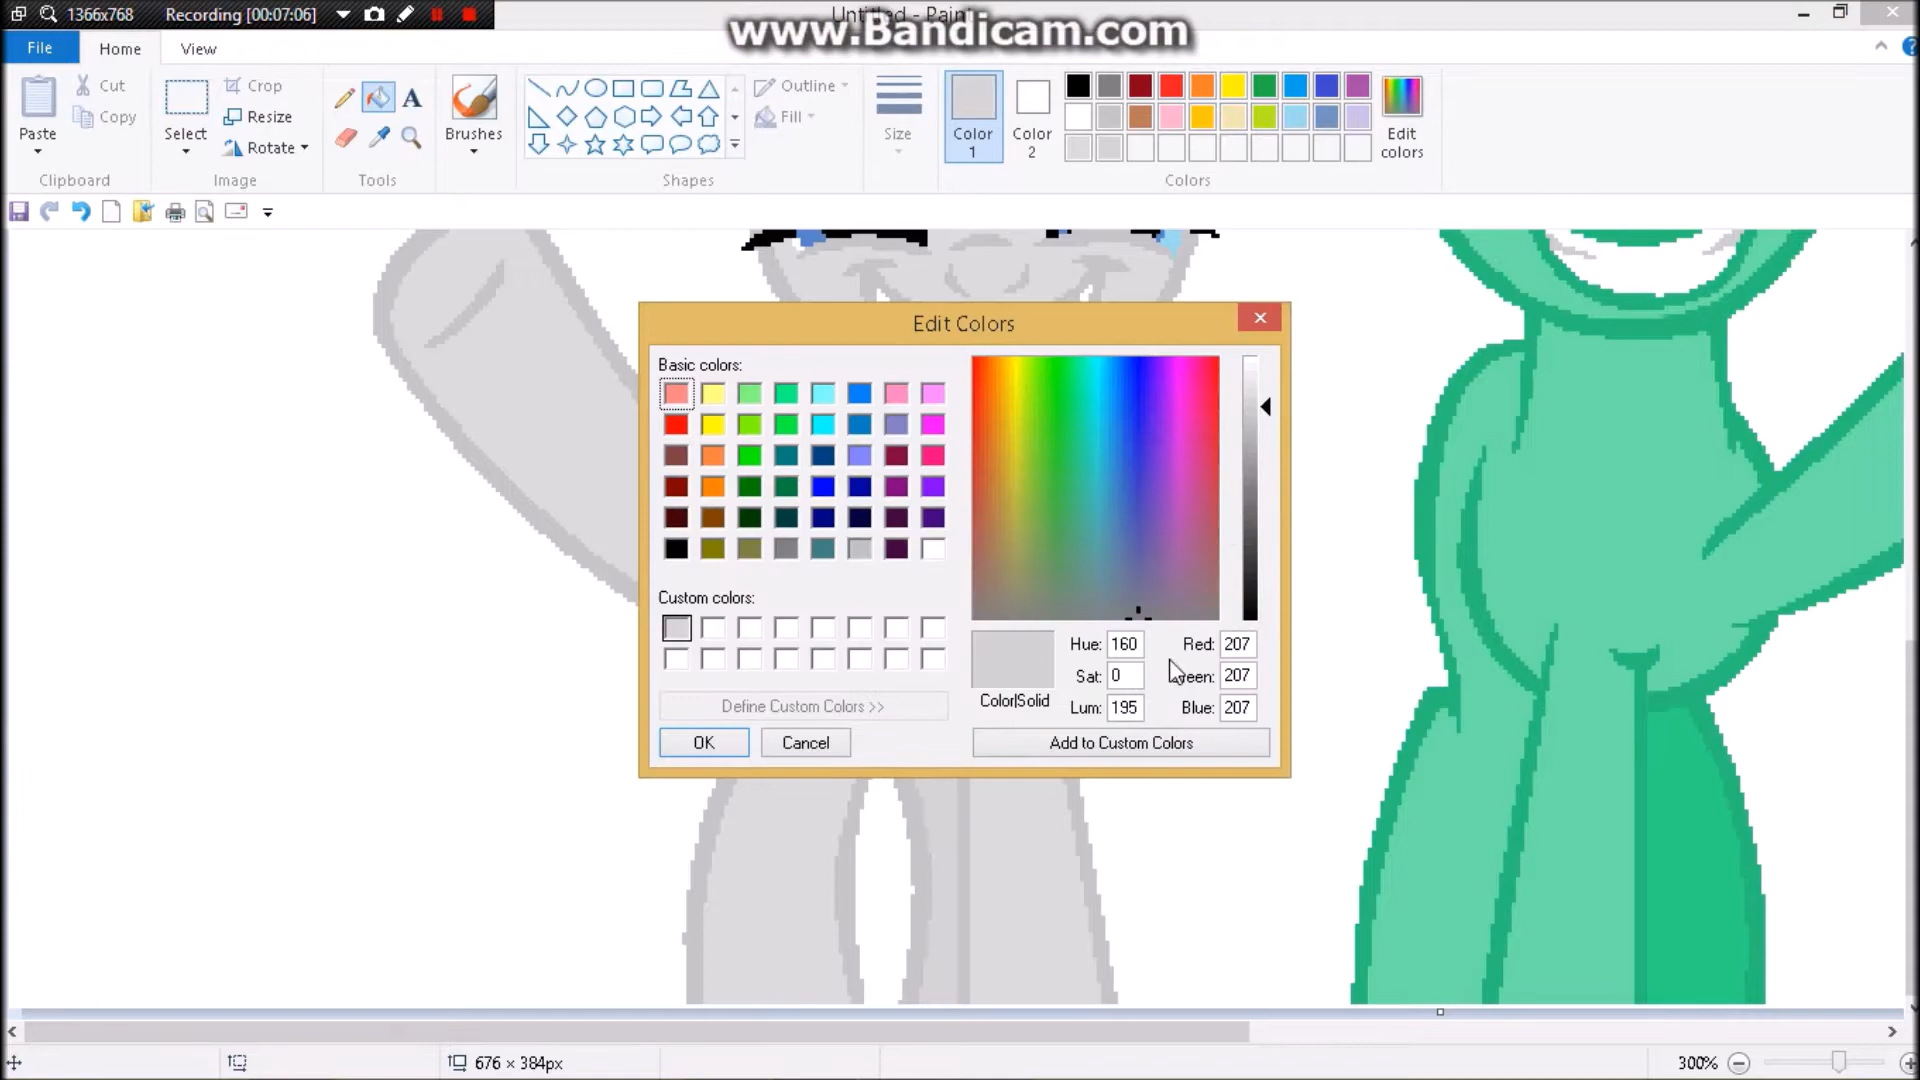 1366x768 Recording [00:07:06]
Untitled - Paint
www.Bandicam.com
File Home View
Paste
Cut
Copy
Clipboard
Select
Crop
Resize
Rotate
Image
Tools
Brushes
Shapes
Outline
Fill
Size
Color 1
Color 2
Edit colors
Colors
Edit Colors
Basic colors:
Custom colors:
Define Custom Colors >>
OK Cancel
Color|Solid
Hue: 160 Red: 207
Sat: 0 Green: 207
Lum: 195 Blue: 207
Add to Custom Colors
676 × 384px
300%